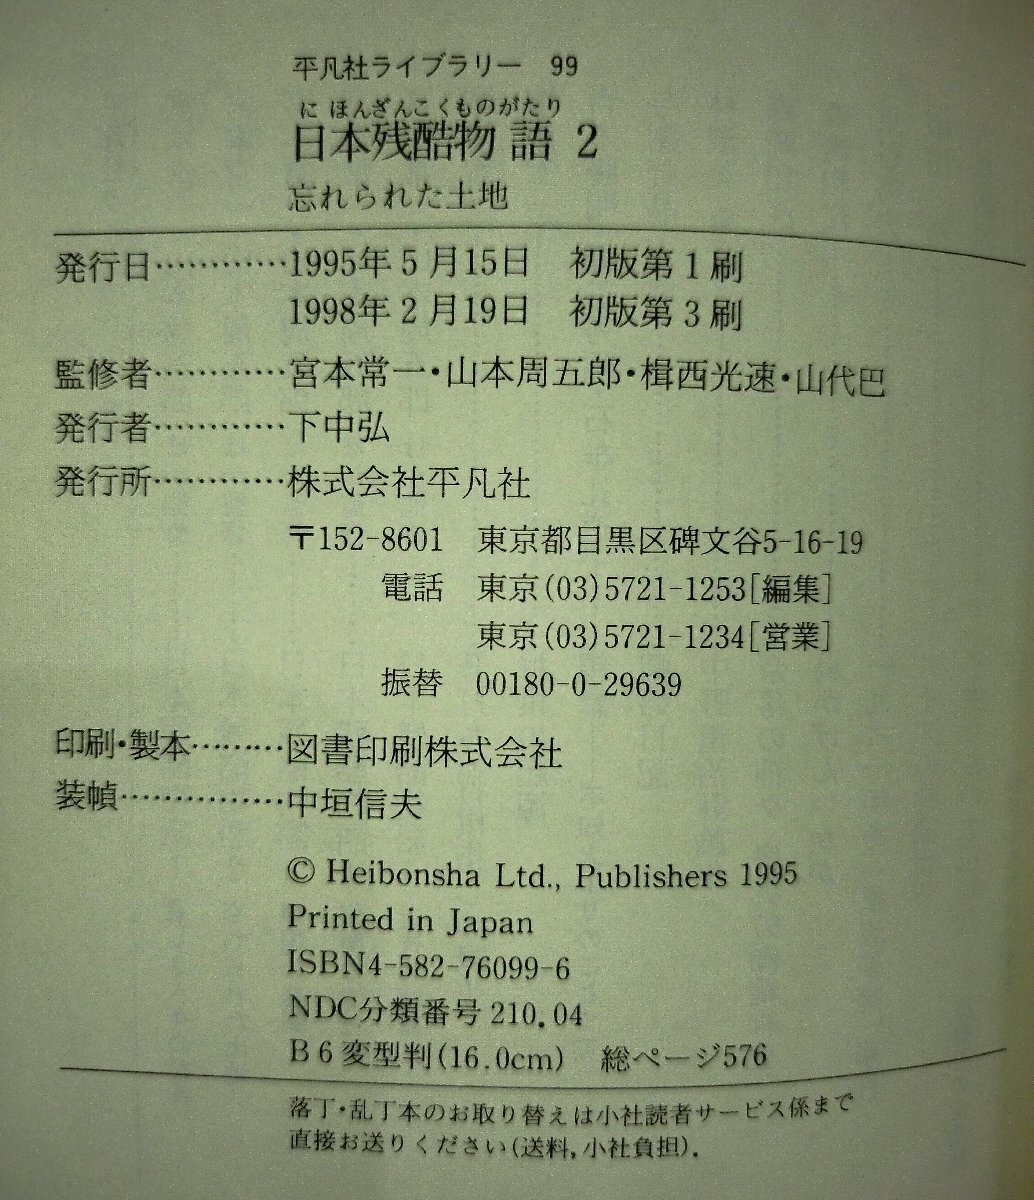 平凡社ライブラリー 99
にほんざんこくものがたり
日本残酷物語 2
忘れられた土地
発行日…………1995年5月15日 初版第1刷
1998年2月19日 初版第3刷
監修者…………宮本常一・山本周五郎・楫西光速・山代巴
発行者…………下中弘
発行所…………株式会社平凡社
〒152-8601 東京都目黒区碑文谷5-16-19
電話 東京(03)5721-1253[編集]
東京(03)5721-1234[営業]
振替 00180-0-29639
印刷・製本………図書印刷株式会社
装幀……………中垣信夫
© Heibonsha Ltd., Publishers 1995
Printed in Japan
ISBN4-582-76099-6
NDC分類番号 210.04
B6変型判(16.0cm) 総ページ576
落丁・乱丁本のお取り替えは小社読者サービス係まで
直接お送りください(送料,小社負担).